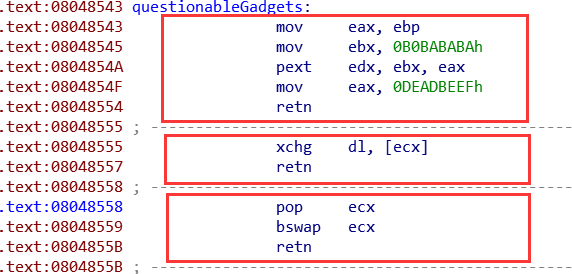 .text:08048543 questionableGadgets:
.text:08048543 mov eax, ebp
.text:08048545 mov ebx, 0B0BABABAh
.text:0804854A pext edx, ebx, eax
.text:0804854F mov eax, 0DEADBEEFh
.text:08048554 retn
.text:08048555 ; ---------------------------------------------------------------------------
.text:08048555 xchg dl, [ecx]
.text:08048557 retn
.text:08048558 ; ---------------------------------------------------------------------------
.text:08048558 pop ecx
.text:08048559 bswap ecx
.text:0804855B retn
.text:0804855B ; ---------------------------------------------------------------------------